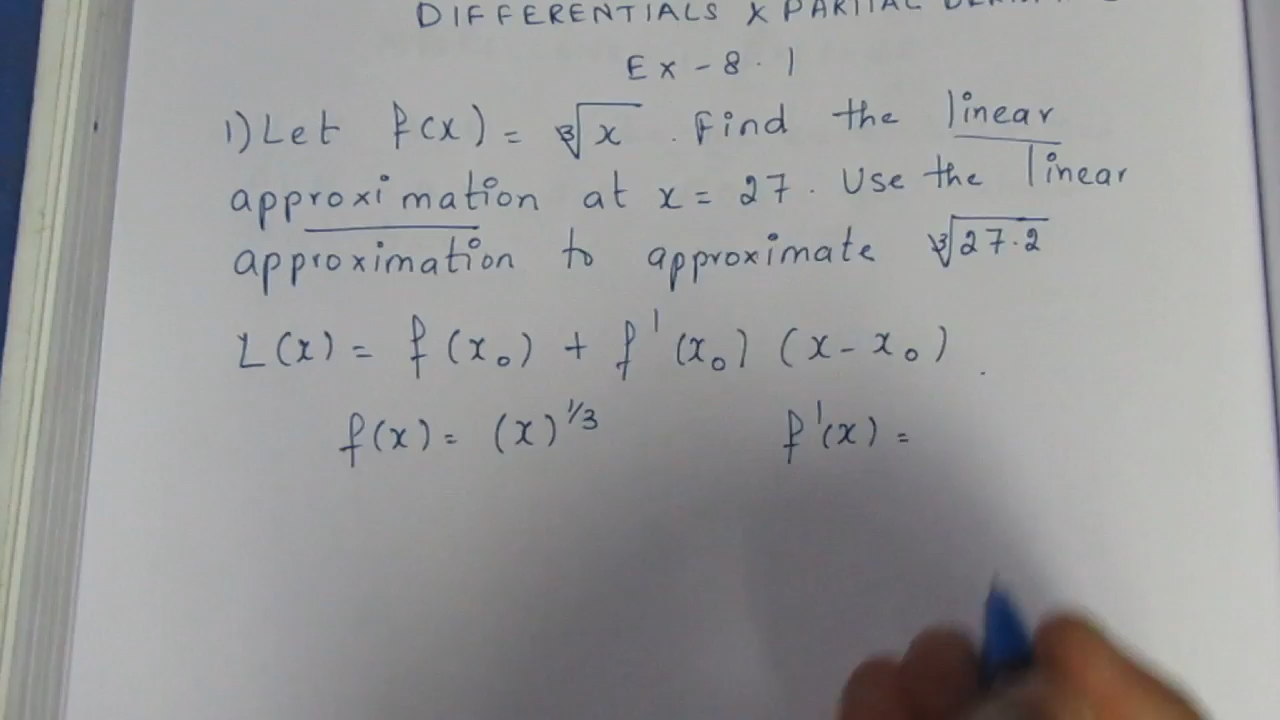 DIFFERENTIALS X PARTIAL
Ex - 8.1
1) Let f(x) = ∛x . Find the linear
approximation at x = 27. Use the linear
approximation to approximate ∛27.2
L(x) = f(x₀) + f'(x₀) (x - x₀).
f(x) = (x)^1/3 f'(x) =